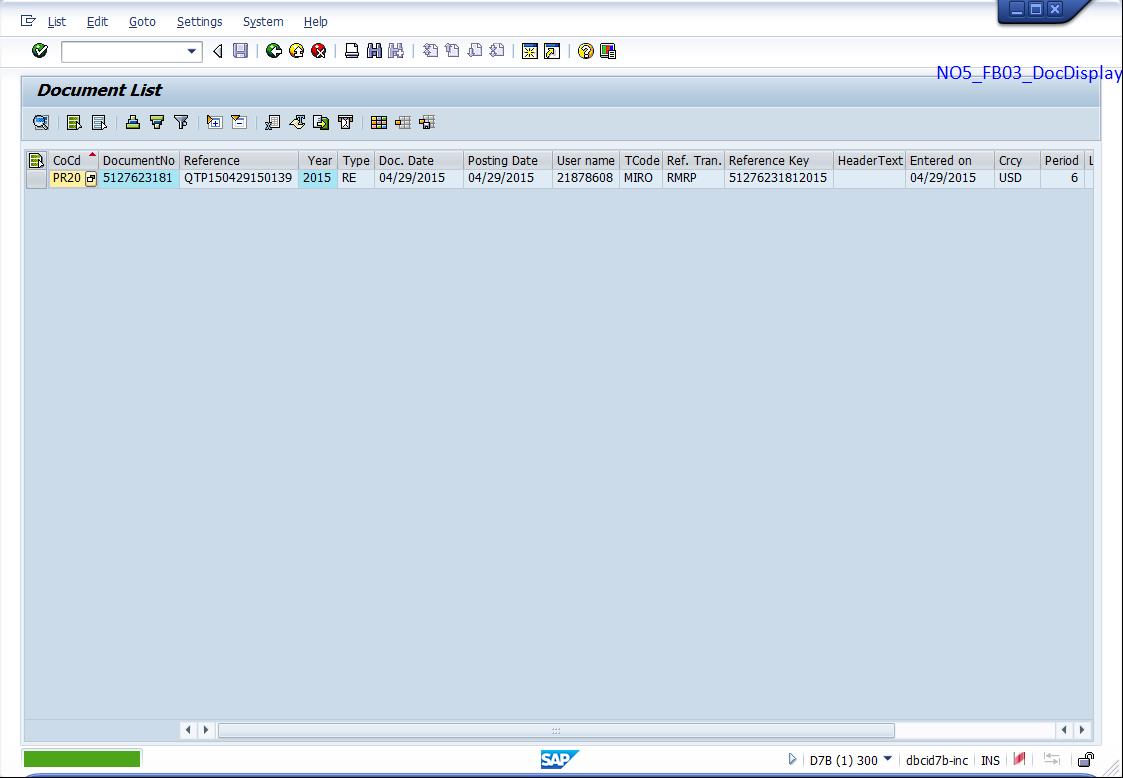 List Edit Goto Settings System Help
NO5_FB03_DocDisplay
Document List
CoCd DocumentNo Reference Year Type Doc. Date Posting Date User name TCode Ref. Tran. Reference Key HeaderText Entered on Crcy Period L
PR20 5127623181 QTP150429150139 2015 RE 04/29/2015 04/29/2015 21878608 MIRO RMRP 51276231812015 04/29/2015 USD 6
SAP D7B (1) 300 dbcid7b-inc INS